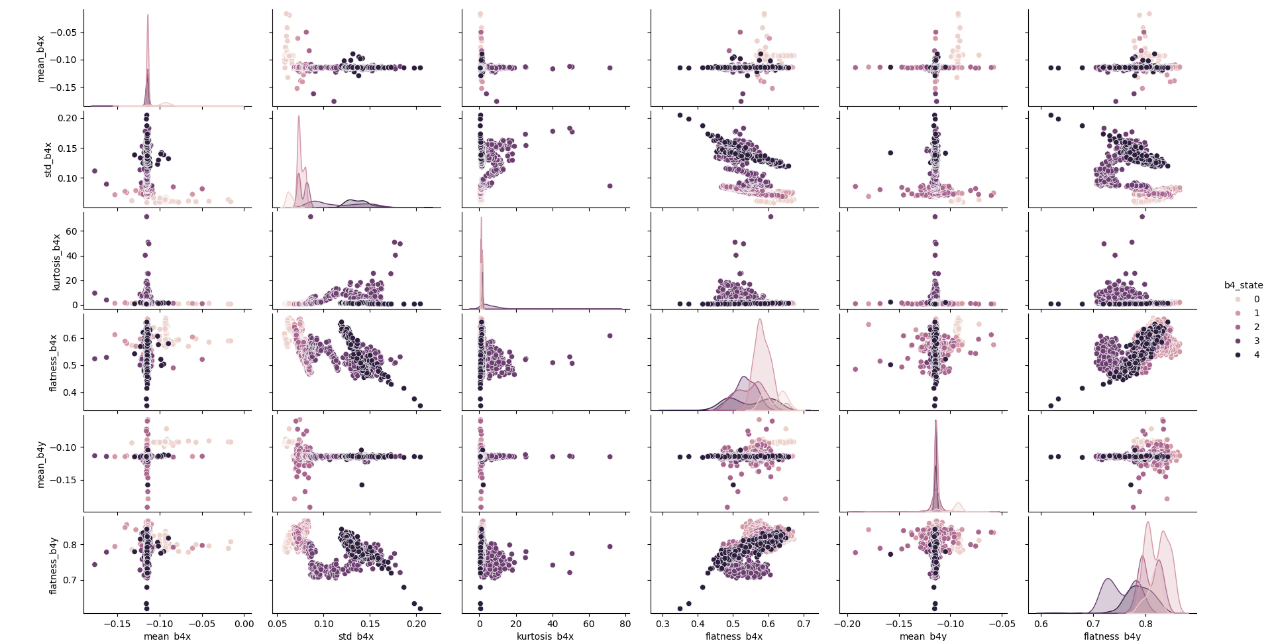 mean_b4x
−0.05
−0.10
−0.15
std_b4x
0.20
0.15
0.10
kurtosis_b4x
60
40
20
0
flatness_b4x
0.6
0.5
0.4
mean_b4y
−0.10
−0.15
flatness_b4y
0.8
0.7
−0.15 −0.10 −0.05 0.00
mean_b4x
0.05 0.10 0.15 0.20
std_b4x
0 20 40 60 80
kurtosis_b4x
0.3 0.4 0.5 0.6 0.7
flatness_b4x
−0.20 −0.15 −0.10 −0.05
mean_b4y
0.6 0.7 0.8
flatness_b4y
b4_state
0
1
2
3
4